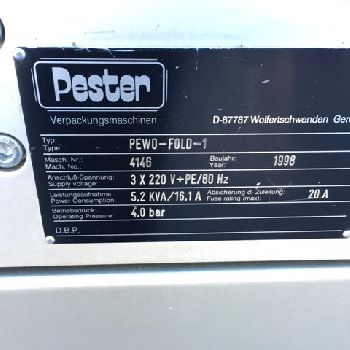 Pester
Verpackungsmaschinen D-87787 Wolfertschwenden Ger
Typ
Type PEWO-FOLD-1
Masch. Nr.: 4146 Baujahr: 1998
Mach. No.:
Anschluß-Spannung: 3 X 220 V+PE/60 Hz
Supply voltage:
Leistungsaufnahme: 5.2 KVA/16.1 A Absicherung d. Zuleitung: 20 A
Power Consumption: Fuse rating (max):
Betriebsdruck: 4.0 bar
Operating Pressure:
D.B.P.